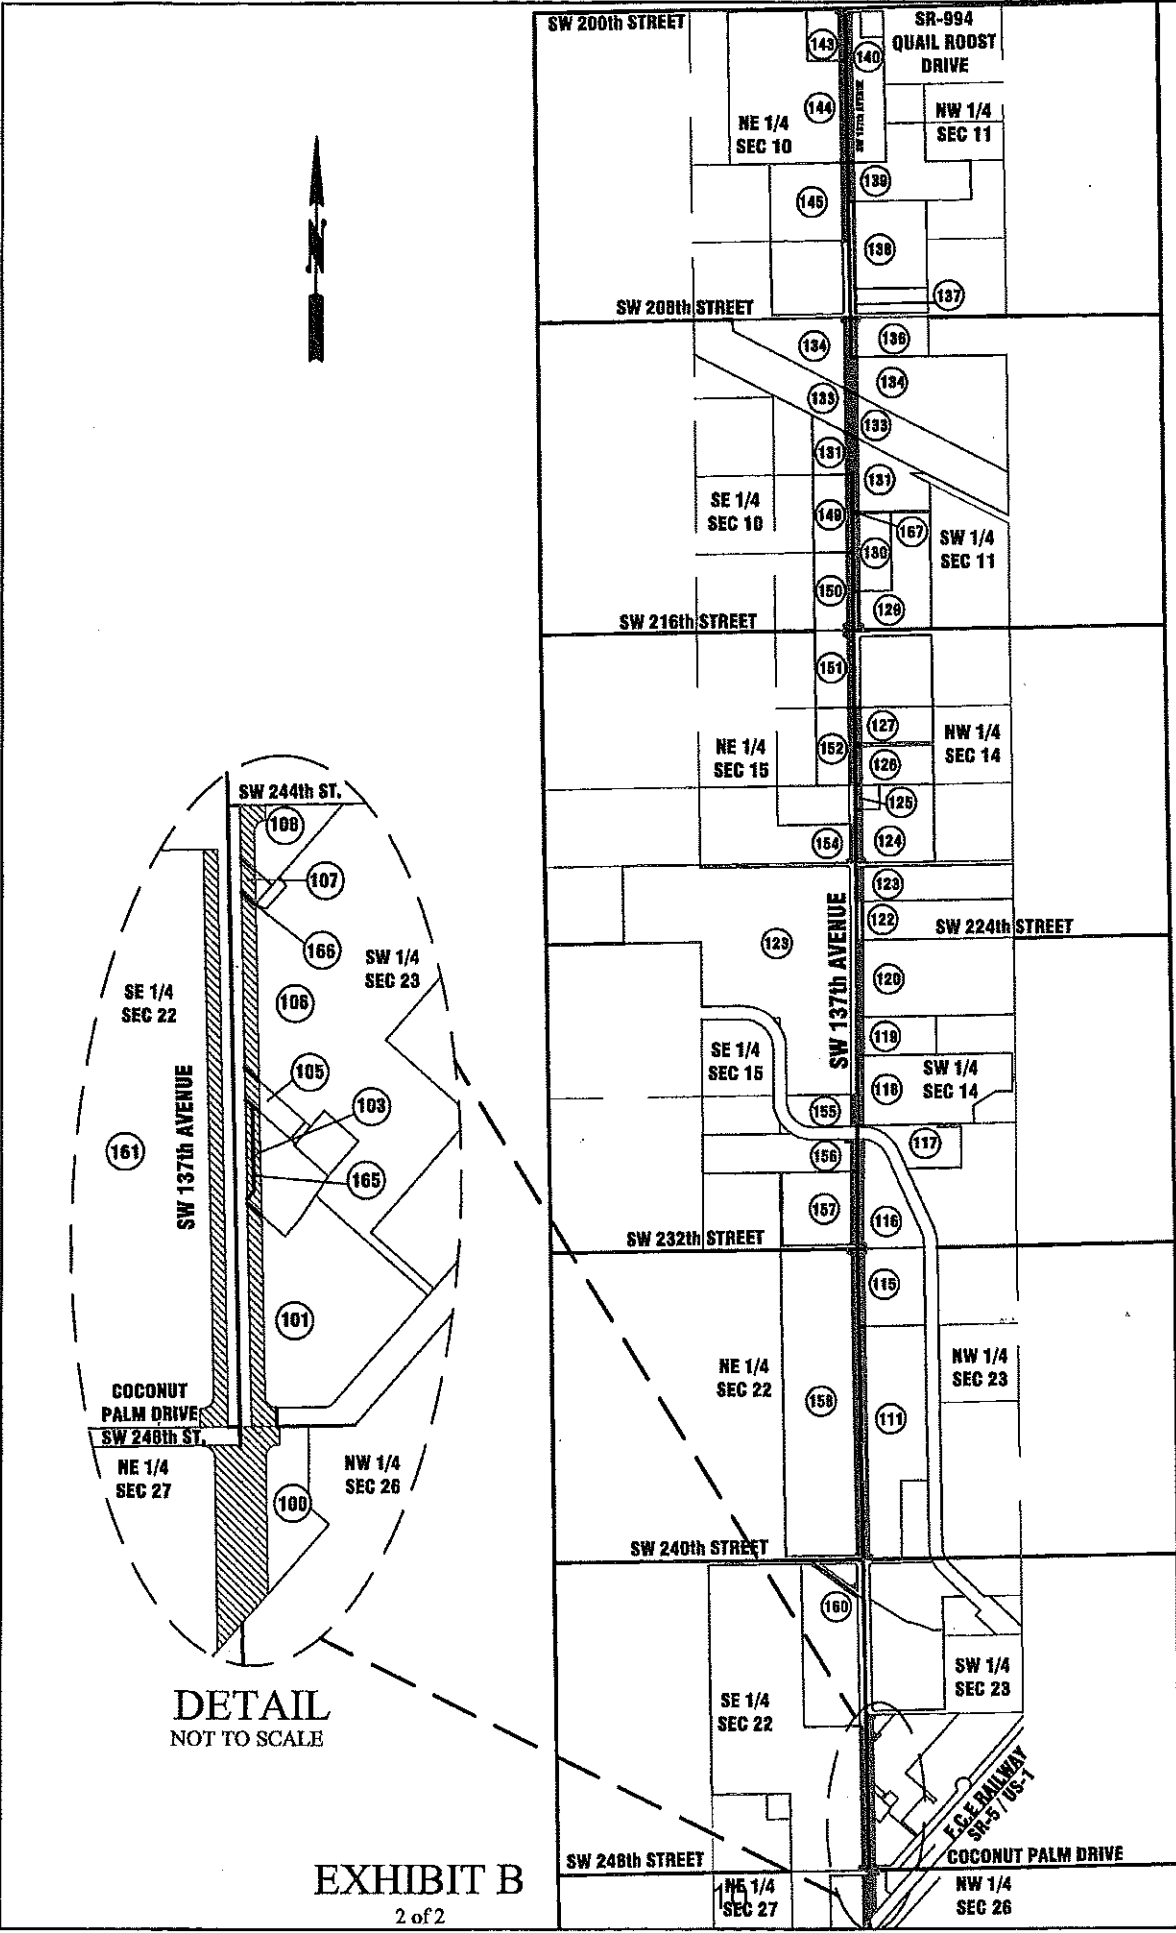 SW 200th STREET
SR-994
QUAIL ROOST
DRIVE
143
140
144
SW 137th AVENUE
NE 1/4
SEC 10
NW 1/4
SEC 11
139
145
138
137
SW 208th STREET
134
136
134
133
133
131
131
SE 1/4
SEC 10
149
167
SW 1/4
SEC 11
130
150
129
SW 216th STREET
151
127
NW 1/4
SEC 14
152
NE 1/4
SEC 15
126
125
154
124
123
122
SW 224th STREET
123
SW 137th AVENUE
120
119
SE 1/4
SEC 15
118
SW 1/4
SEC 14
155
117
156
157
116
SW 232th STREET
115
NE 1/4
SEC 22
NW 1/4
SEC 23
158
111
SW 240th STREET
160
SW 1/4
SEC 23
SE 1/4
SEC 22
F.C.E RAILWAY
SR-5 / US-1
SW 248th STREET
COCONUT PALM DRIVE
NE 1/4
SEC 27
10
NW 1/4
SEC 26
N
SW 244th ST.
108
107
166
SW 1/4
SEC 23
SE 1/4
SEC 22
106
105
103
SW 137th AVENUE
161
165
101
COCONUT
PALM DRIVE
SW 248th ST.
NE 1/4
SEC 27
NW 1/4
SEC 26
100
DETAIL
NOT TO SCALE
EXHIBIT B
2 of 2